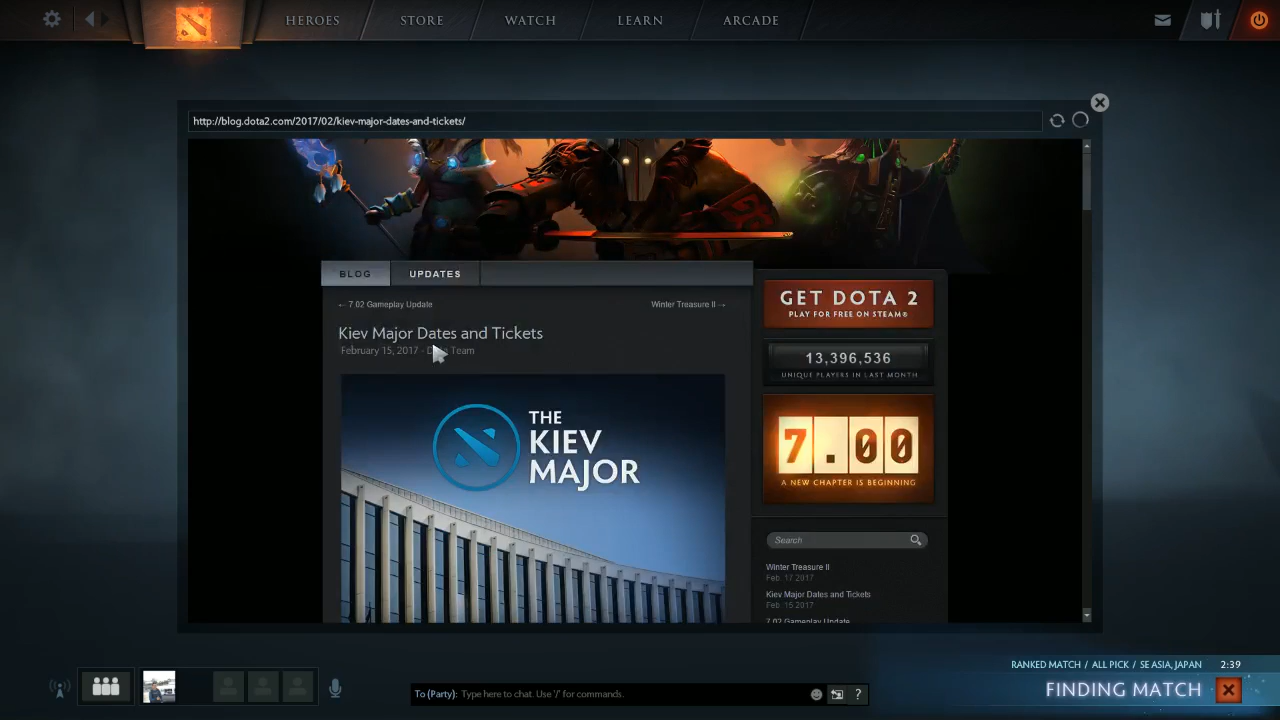 HEROES
STORE
WATCH
LEARN
ARCADE
http://blog.dota2.com/2017/02/kiev-major-dates-and-tickets/
BLOG
UPDATES
← 7.02 Gameplay Update
Winter Treasure II →
Kiev Major Dates and Tickets
February 15, 2017 - Team
THE
KIEV
MAJOR
GET DOTA 2
PLAY FOR FREE ON STEAM®
13,396,536
UNIQUE PLAYERS IN LAST MONTH
7.00
A NEW CHAPTER IS BEGINNING
Search
Winter Treasure II
Feb 17 2017
Kiev Major Dates and Tickets
Feb 15 2017
7.02 Gameplay Update
To (Party): Type here to chat. Use '/' for commands.
?
RANKED MATCH / ALL PICK / SE ASIA, JAPAN 2:39
FINDING MATCH